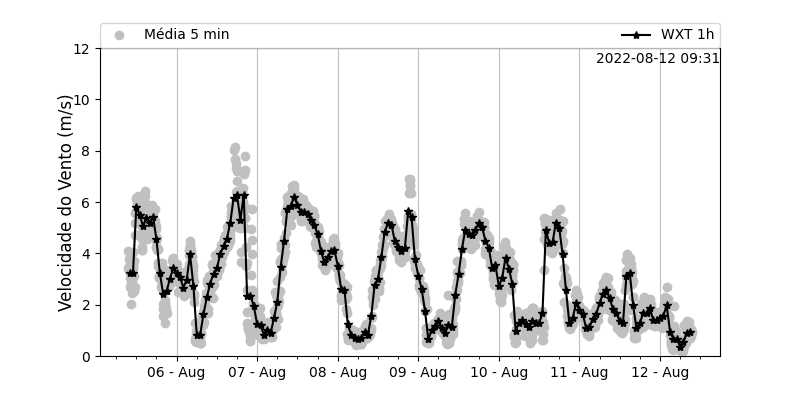 Média 5 min
WXT 1h
2022-08-12 09:31
Velocidade do Vento (m/s)
12
10
8
6
4
2
0
06 - Aug
07 - Aug
08 - Aug
09 - Aug
10 - Aug
11 - Aug
12 - Aug